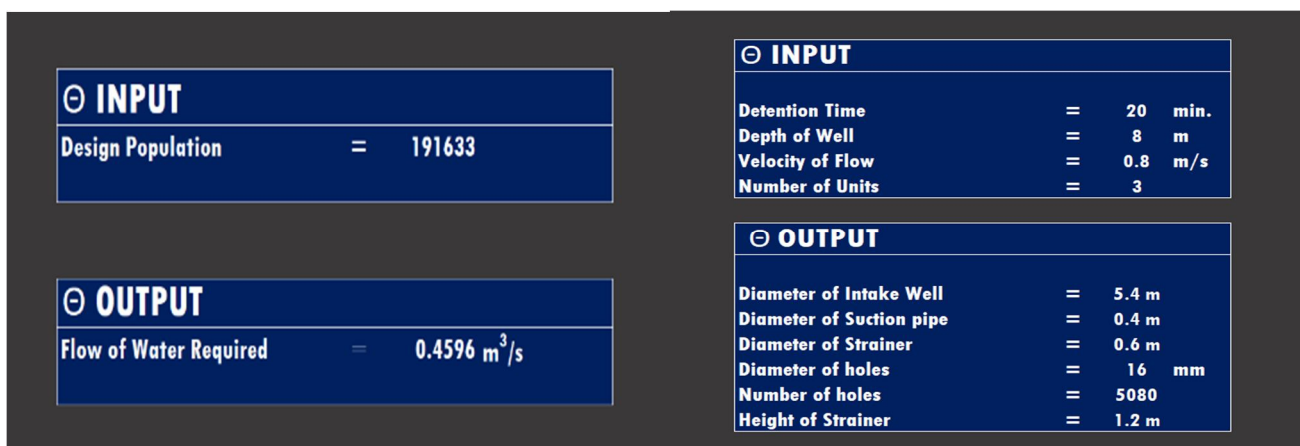 Θ INPUT
Design Population = 191633
Θ OUTPUT
Flow of Water Required = 0.4596 m³/s
Θ INPUT
Detention Time = 20 min.
Depth of Well = 8 m
Velocity of Flow = 0.8 m/s
Number of Units = 3
Θ OUTPUT
Diameter of Intake Well = 5.4 m
Diameter of Suction pipe = 0.4 m
Diameter of Strainer = 0.6 m
Diameter of holes = 16 mm
Number of holes = 5080
Height of Strainer = 1.2 m